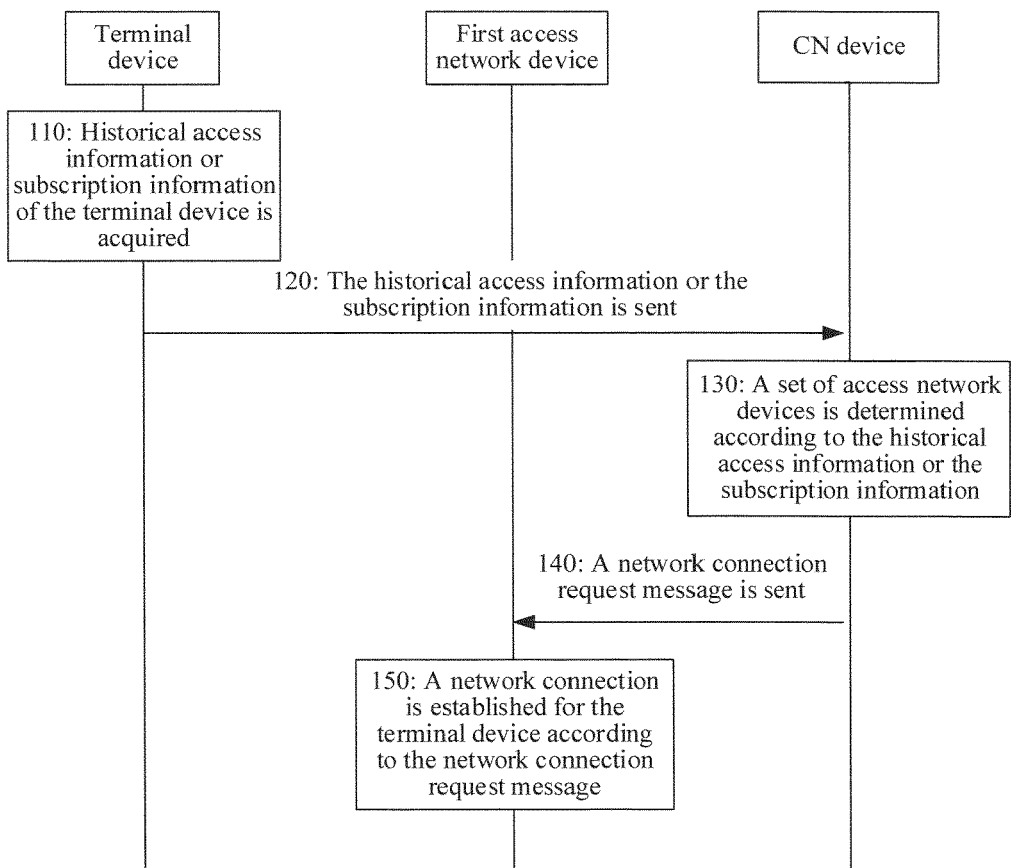 Terminal
device
First access
network device
CN device
110: Historical access
information or
subscription information
of the terminal device is
acquired
120: The historical access information or the
subscription information is sent
130: A set of access network
devices is determined
according to the historical
access information or the
subscription information
140: A network connection
request message is sent
150: A network connection
is established for the
terminal device according
to the network connection
request message